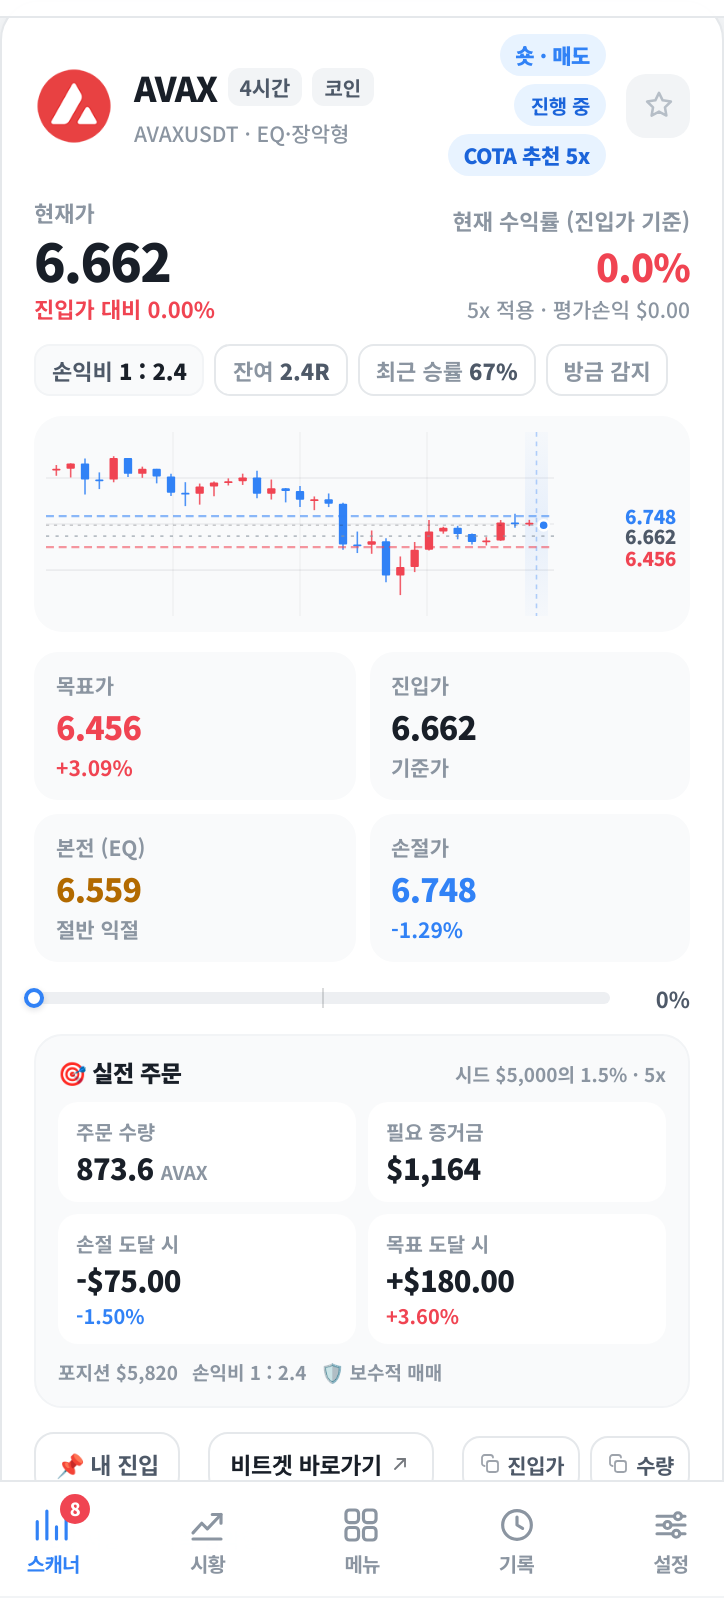 AVAX 4시간 코인
AVAXUSDT · EQ·장악형
숏 · 매도
진행 중
COTA 추천 5x
현재가
6.662
진입가 대비 0.00%
현재 수익률 (진입가 기준)
0.0%
5x 적용 · 평가손익 $0.00
손익비 1 : 2.4
잔여 2.4R
최근 승률 67%
방금 감지
6.748
6.662
6.456
목표가
6.456
+3.09%
진입가
6.662
기준가
본전 (EQ)
6.559
절반 익절
손절가
6.748
-1.29%
0%
🎯 실전 주문
시드 $5,000의 1.5% · 5x
주문 수량
873.6 AVAX
필요 증거금
$1,164
손절 도달 시
-$75.00
-1.50%
목표 도달 시
+$180.00
+3.60%
포지션 $5,820 손익비 1 : 2.4 🛡️ 보수적 매매
📌 내 진입
비트겟 바로가기 ↗
진입가
수량
8
스캐너
시황
메뉴
기록
설정